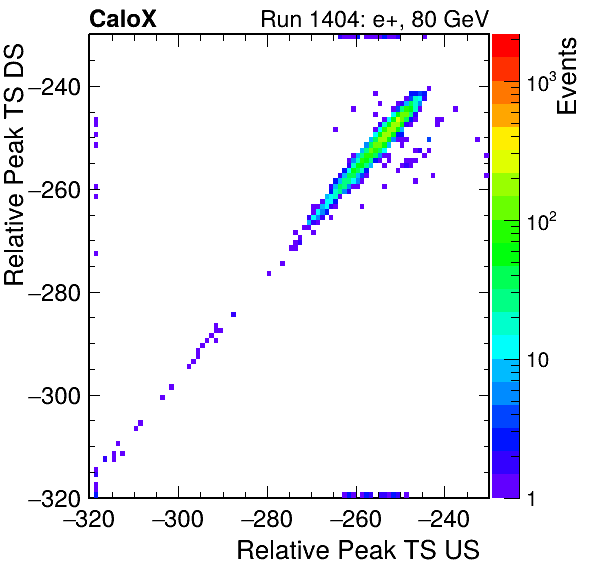 CaloX Run 1404: e+, 80 GeV
Relative Peak TS DS
−240
−260
−280
−300
−320
−320 −300 −280 −260 −240
Relative Peak TS US
Events
10³
10²
10
1